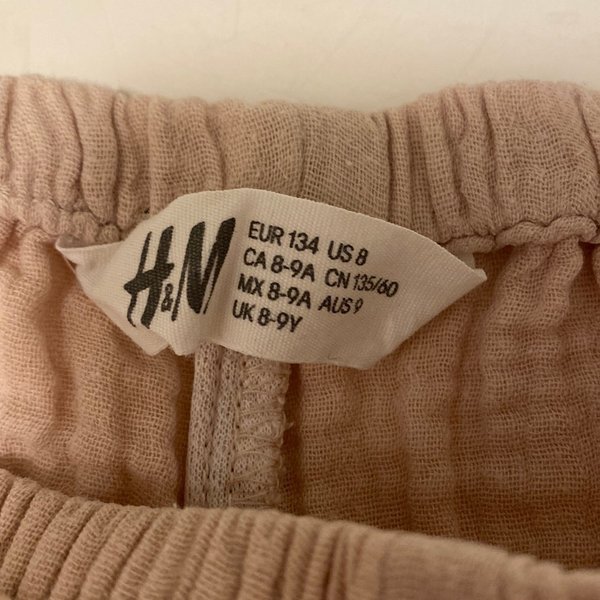 H&M
EUR 134 US 8
CA 8-9A CN 135/60
MX 8-9A AUS 9
UK 8-9Y